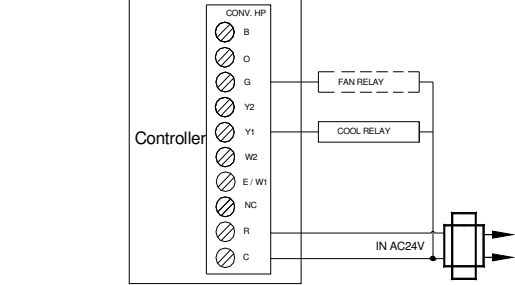 CONV. HP
B
O
G
FAN RELAY
Y2
Controller
Y1
COOL RELAY
W2
E / W1
NC
R
IN AC24V
C